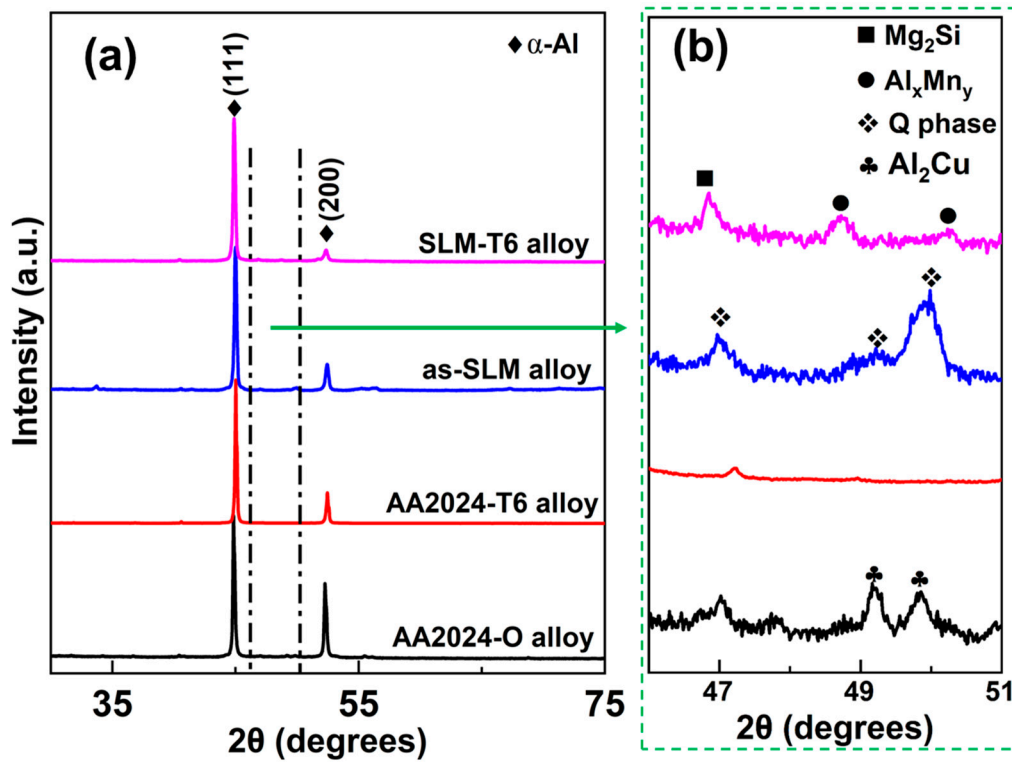 (a)
◆ α-Al
(111)
(200)
SLM-T6 alloy
as-SLM alloy
AA2024-T6 alloy
AA2024-O alloy
Intensity (a.u.)
35 55 75
2θ (degrees)
(b)
■ Mg₂Si
● AlₓMnᵧ
❖ Q phase
♣ Al₂Cu
47 49 51
2θ (degrees)